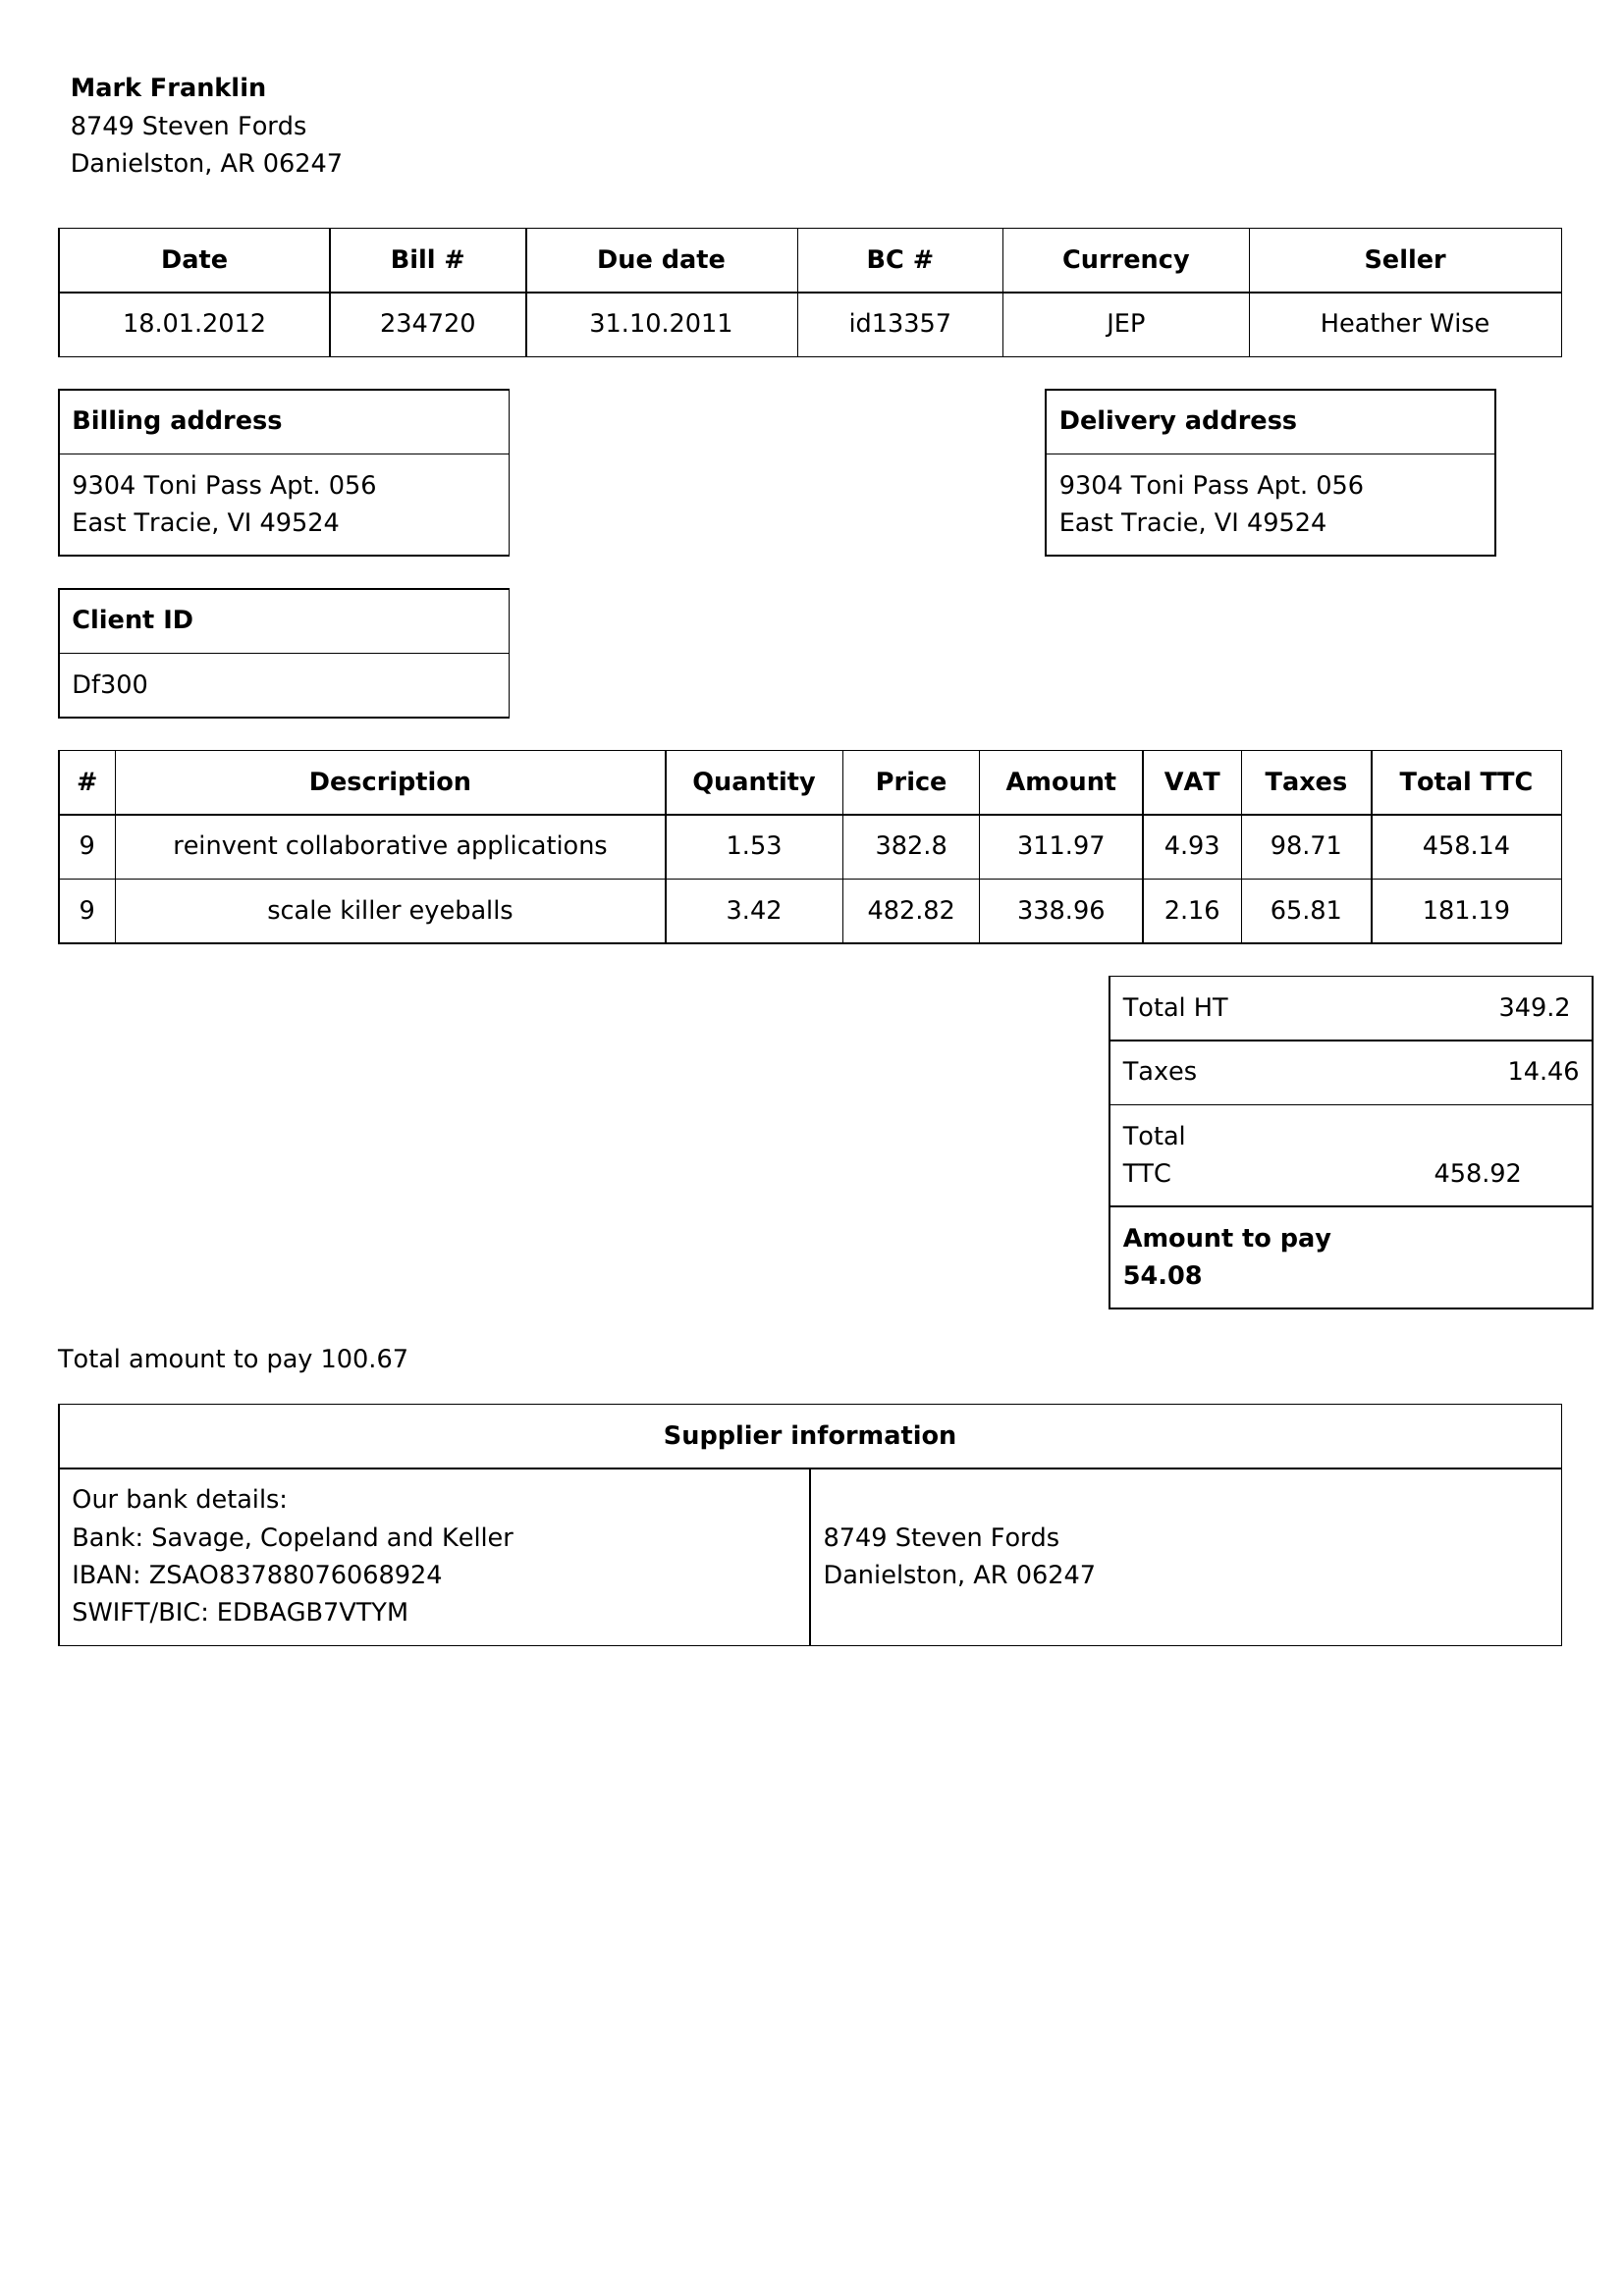 Mark Franklin
8749 Steven Fords
Danielston, AR 06247
Date Bill # Due date BC # Currency Seller
18.01.2012 234720 31.10.2011 id13357 JEP Heather Wise
Billing address
9304 Toni Pass Apt. 056
East Tracie, VI 49524
Delivery address
9304 Toni Pass Apt. 056
East Tracie, VI 49524
Client ID
Df300
# Description Quantity Price Amount VAT Taxes Total TTC
9 reinvent collaborative applications 1.53 382.8 311.97 4.93 98.71 458.14
9 scale killer eyeballs 3.42 482.82 338.96 2.16 65.81 181.19
Total HT 349.2
Taxes 14.46
Total
TTC 458.92
Amount to pay
54.08
Total amount to pay 100.67
Supplier information
Our bank details:
Bank: Savage, Copeland and Keller
IBAN: ZSAO83788076068924
SWIFT/BIC: EDBAGB7VTYM
8749 Steven Fords
Danielston, AR 06247